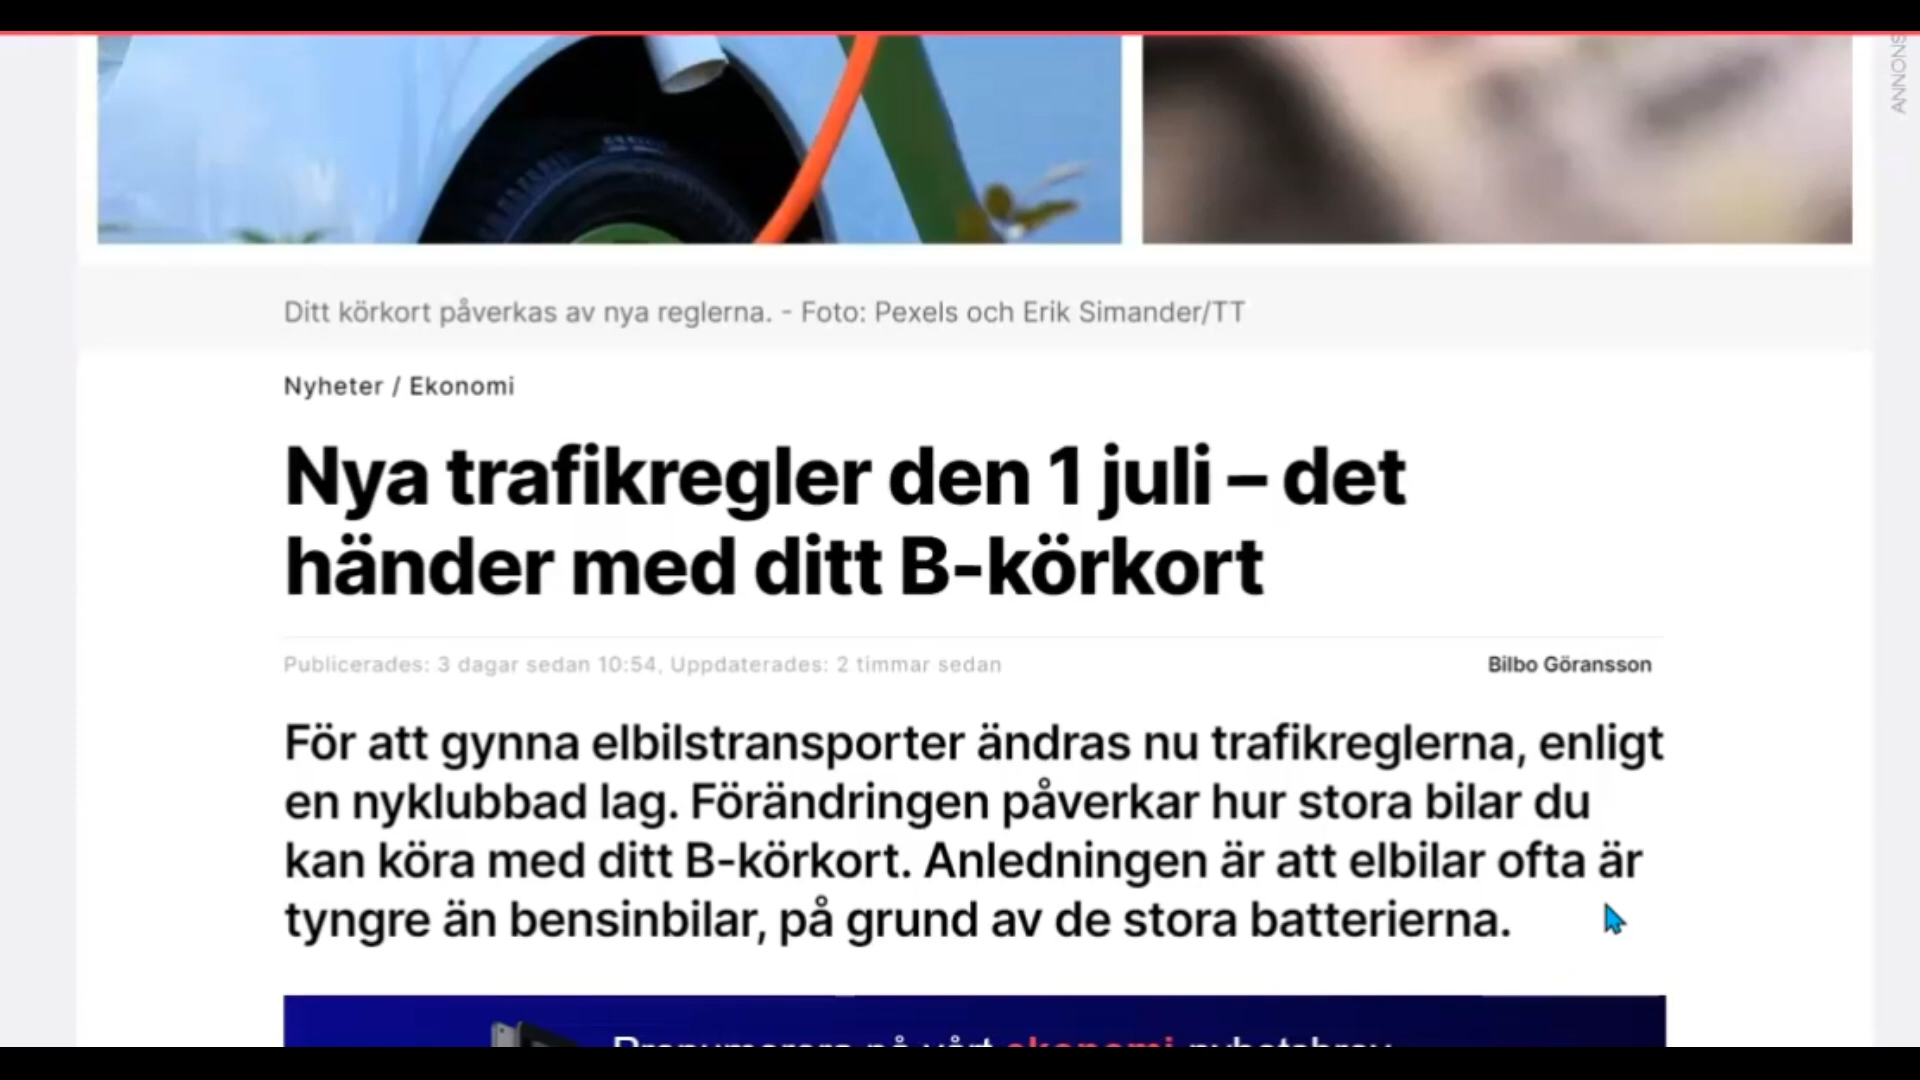 ANNONS
Ditt körkort påverkas av nya reglerna. - Foto: Pexels och Erik Simander/TT
Nyheter / Ekonomi
Nya trafikregler den 1 juli – det
händer med ditt B-körkort
Publicerades: 3 dagar sedan 10:54, Uppdaterades: 2 timmar sedan
Bilbo Göransson
För att gynna elbilstransporter ändras nu trafikreglerna, enligt
en nyklubbad lag. Förändringen påverkar hur stora bilar du
kan köra med ditt B-körkort. Anledningen är att elbilar ofta är
tyngre än bensinbilar, på grund av de stora batterierna.
Prenumerera på vårt ekonomi nyhetsbrev